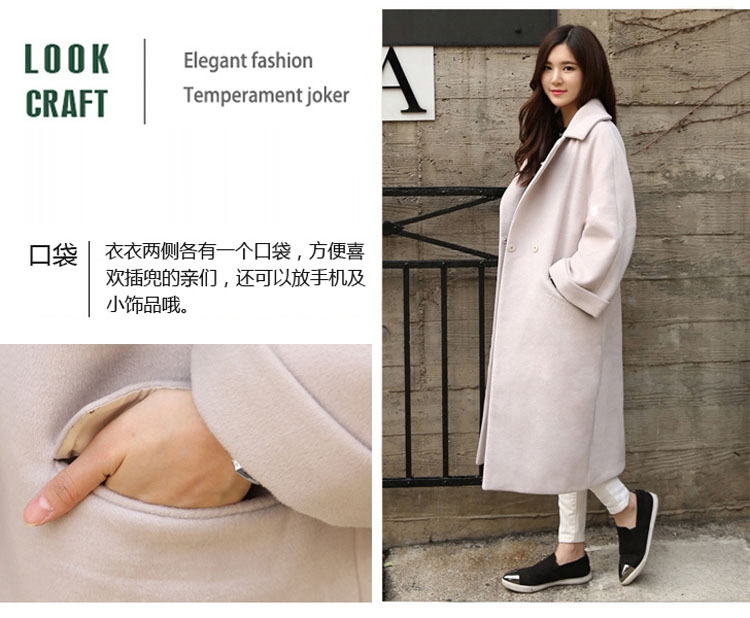 LOOK
CRAFT
Elegant fashion
Temperament joker
口袋
衣衣两侧各有一个口袋，方便喜
欢插兜的亲们，还可以放手机及
小饰品哦。
A